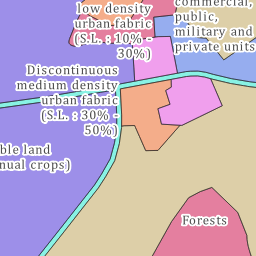 low density
urban fabric
(S.L. : 10% -
30%)
commercial,
public,
military and
private units
Discontinuous
medium density
urban fabric
(S.L. : 30% -
50%)
ble land
nual crops)
Forests